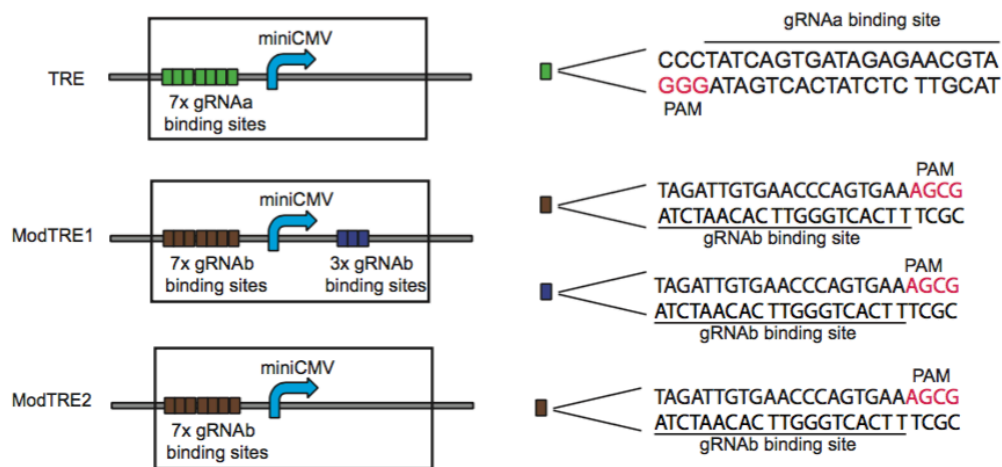 TRE
miniCMV
7x gRNAa
binding sites
gRNAa binding site
CCCTATCAGTGATAGAGAACGTA
GGGATAGTCACTATCTC TTGCAT
PAM
ModTRE1
miniCMV
7x gRNAb
binding sites
3x gRNAb
binding sites
PAM
TAGATTGTGAACCCAGTGAAAGCG
ATCTAACAC TTGGGTCACT T TCGC
gRNAb binding site
PAM
TAGATTGTGAACCCAGTGAAAGCG
ATCTAACAC TTGGGTCACT T TCGC
gRNAb binding site
ModTRE2
miniCMV
7x gRNAb
binding sites
PAM
TAGATTGTGAACCCAGTGAAAGCG
ATCTAACAC TTGGGTCACT T TCGC
gRNAb binding site